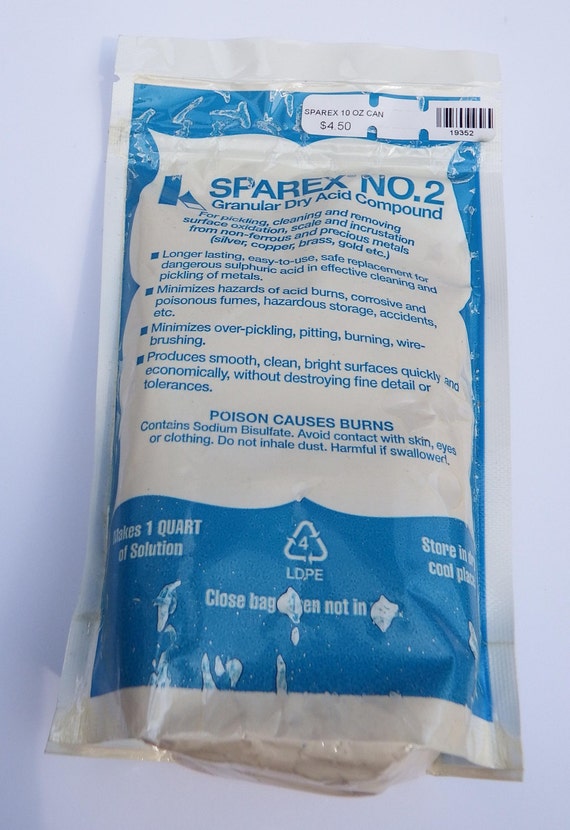 SPAREX 10 OZ CAN
$4.50
19352
SPAREX NO.2
Granular Dry Acid Compound
For pickling, cleaning and removing
surface oxidation, scale and incrustation
from non-ferrous and precious metals
(silver, copper, brass, gold etc.)
■ Longer lasting, easy-to-use, safe replacement for
dangerous sulphuric acid in effective cleaning and
pickling of metals.
■ Minimizes hazards of acid burns, corrosive and
poisonous fumes, hazardous storage, accidents,
etc.
■ Minimizes over-pickling, pitting, burning, wire-
brushing.
■ Produces smooth, clean, bright surfaces quickly and
economically, without destroying fine detail or
tolerances.
POISON CAUSES BURNS
Contains Sodium Bisulfate. Avoid contact with skin, eyes
or clothing. Do not inhale dust. Harmful if swallowed.
Makes 1 QUART
of Solution
4
LDPE
Store in dry
cool place
Close bag when not in